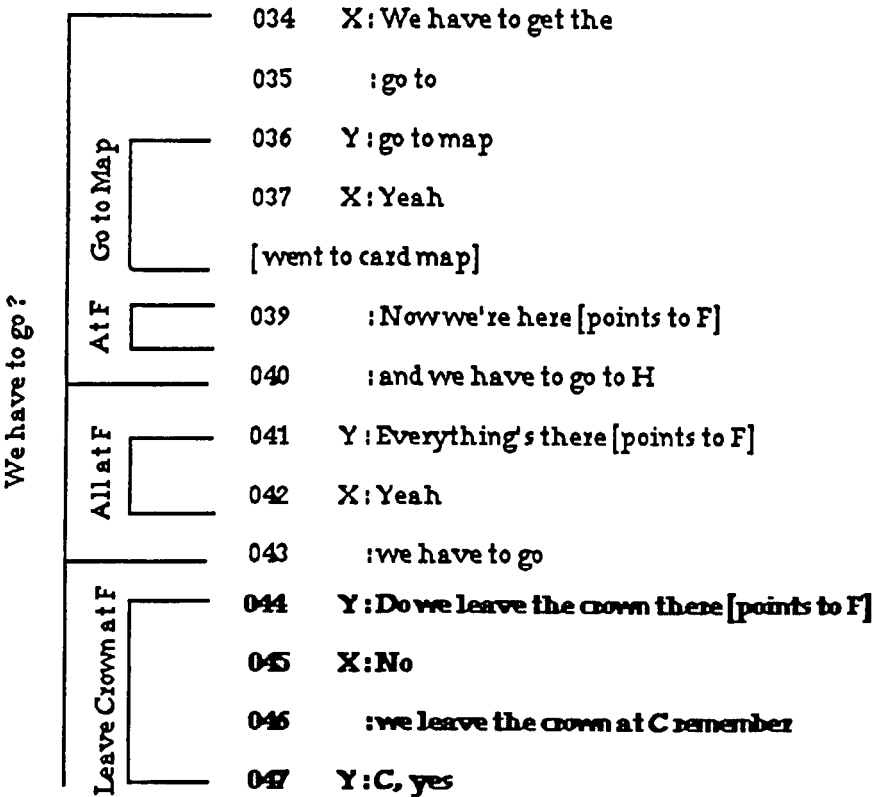 034 X: We have to get the
035 : go to
036 Y: go to map
037 X: Yeah
[went to card map]
039 : Now we're here [points to F]
040 : and we have to go to H
041 Y: Everything's there [points to F]
042 X: Yeah
043 : we have to go
044 Y: Do we leave the crown there [points to F]
045 X: No
046 : we leave the crown at C remember
047 Y: C, yes
We have to go?
Go to Map
At F
All at F
Leave Crown at F